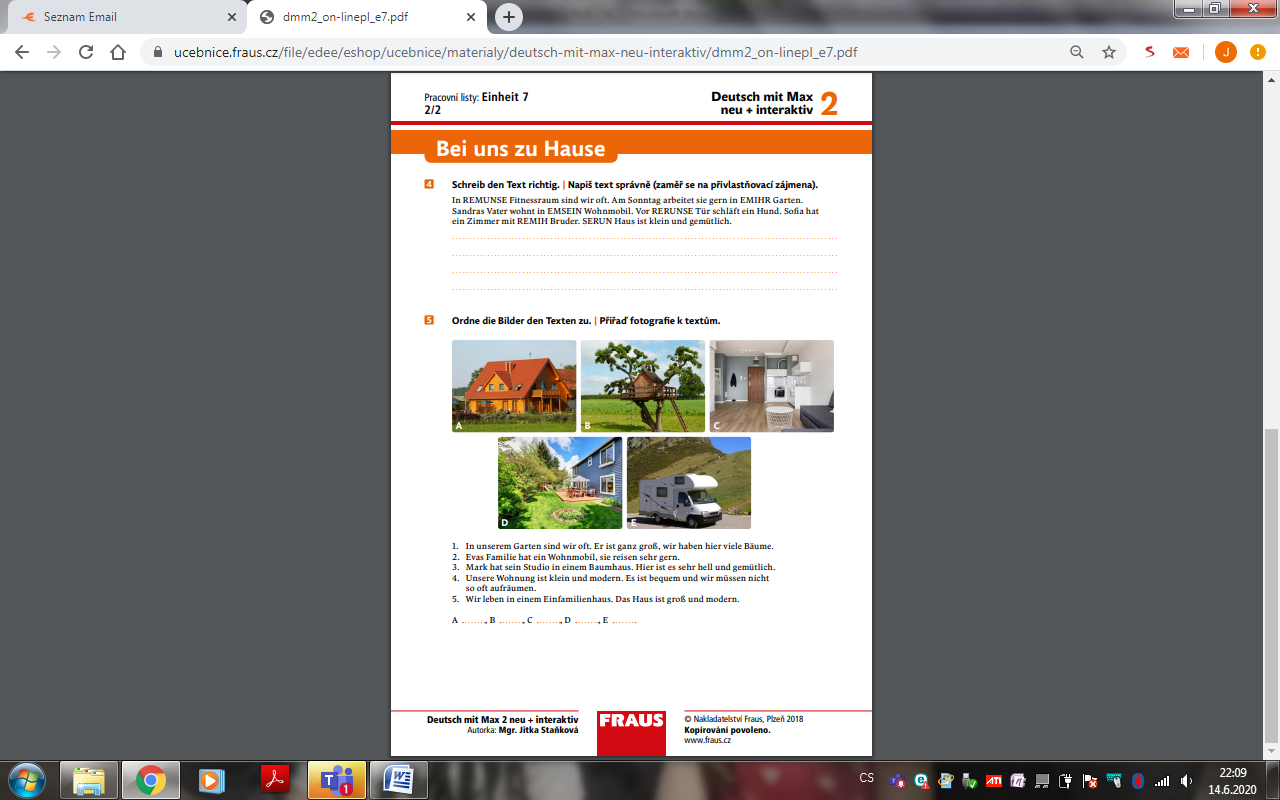 Seznam Email
dmm2_on-linepl_e7.pdf
ucebnice.fraus.cz/file/edee/eshop/ucebnice/materialy/deutsch-mit-max-neu-interaktiv/dmm2_on-linepl_e7.pdf
J
Pracovní listy: Einheit 7
2/2
Deutsch mit Max
neu + interaktiv
2
Bei uns zu Hause
4 Schreib den Text richtig. | Napiš text správně (zaměř se na přivlastňovací zájmena).
In REMUNSE Fitnessraum sind wir oft. Am Sonntag arbeitet sie gern in EMIHR Garten.
Sandras Vater wohnt in EMSEIN Wohnmobil. Vor RERUNSE Tür schläft ein Hund. Sofia hat
ein Zimmer mit REMIH Bruder. SERUN Haus ist klein und gemütlich.
5 Ordne die Bilder den Texten zu. | Přiřaď fotografie k textům.
A B C
D E
1. In unserem Garten sind wir oft. Er ist ganz groß, wir haben hier viele Bäume.
2. Evas Familie hat ein Wohnmobil, sie reisen sehr gern.
3. Mark hat sein Studio in einem Baumhaus. Hier ist es sehr hell und gemütlich.
4. Unsere Wohnung ist klein und modern. Es ist bequem und wir müssen nicht
so oft aufräumen.
5. Wir leben in einem Einfamilienhaus. Das Haus ist groß und modern.
A ........, B ........, C ........, D ........, E ........
Deutsch mit Max 2 neu + interaktiv
Autorka: Mgr. Jitka Staňková
FRAUS
© Nakladatelství Fraus, Plzeň 2018
Kopírování povoleno.
www.fraus.cz
CS
22:09
14.6.2020